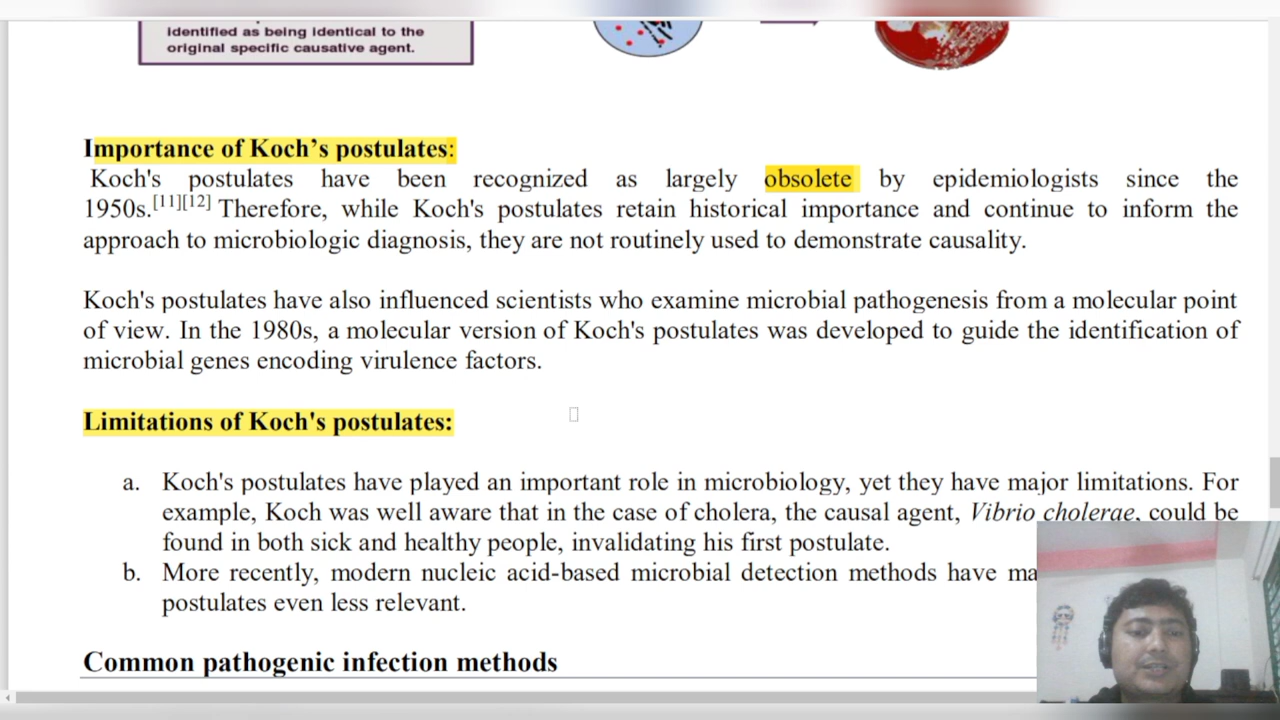 Identified as being identical to the
original specific causative agent.
Importance of Koch’s postulates:
Koch's postulates have been recognized as largely obsolete by epidemiologists since the
1950s.[11][12] Therefore, while Koch's postulates retain historical importance and continue to inform the
approach to microbiologic diagnosis, they are not routinely used to demonstrate causality.
Koch's postulates have also influenced scientists who examine microbial pathogenesis from a molecular point
of view. In the 1980s, a molecular version of Koch's postulates was developed to guide the identification of
microbial genes encoding virulence factors.
Limitations of Koch's postulates:
a. Koch's postulates have played an important role in microbiology, yet they have major limitations. For
example, Koch was well aware that in the case of cholera, the causal agent, Vibrio cholerae, could be
found in both sick and healthy people, invalidating his first postulate.
b. More recently, modern nucleic acid-based microbial detection methods have ma
postulates even less relevant.
Common pathogenic infection methods